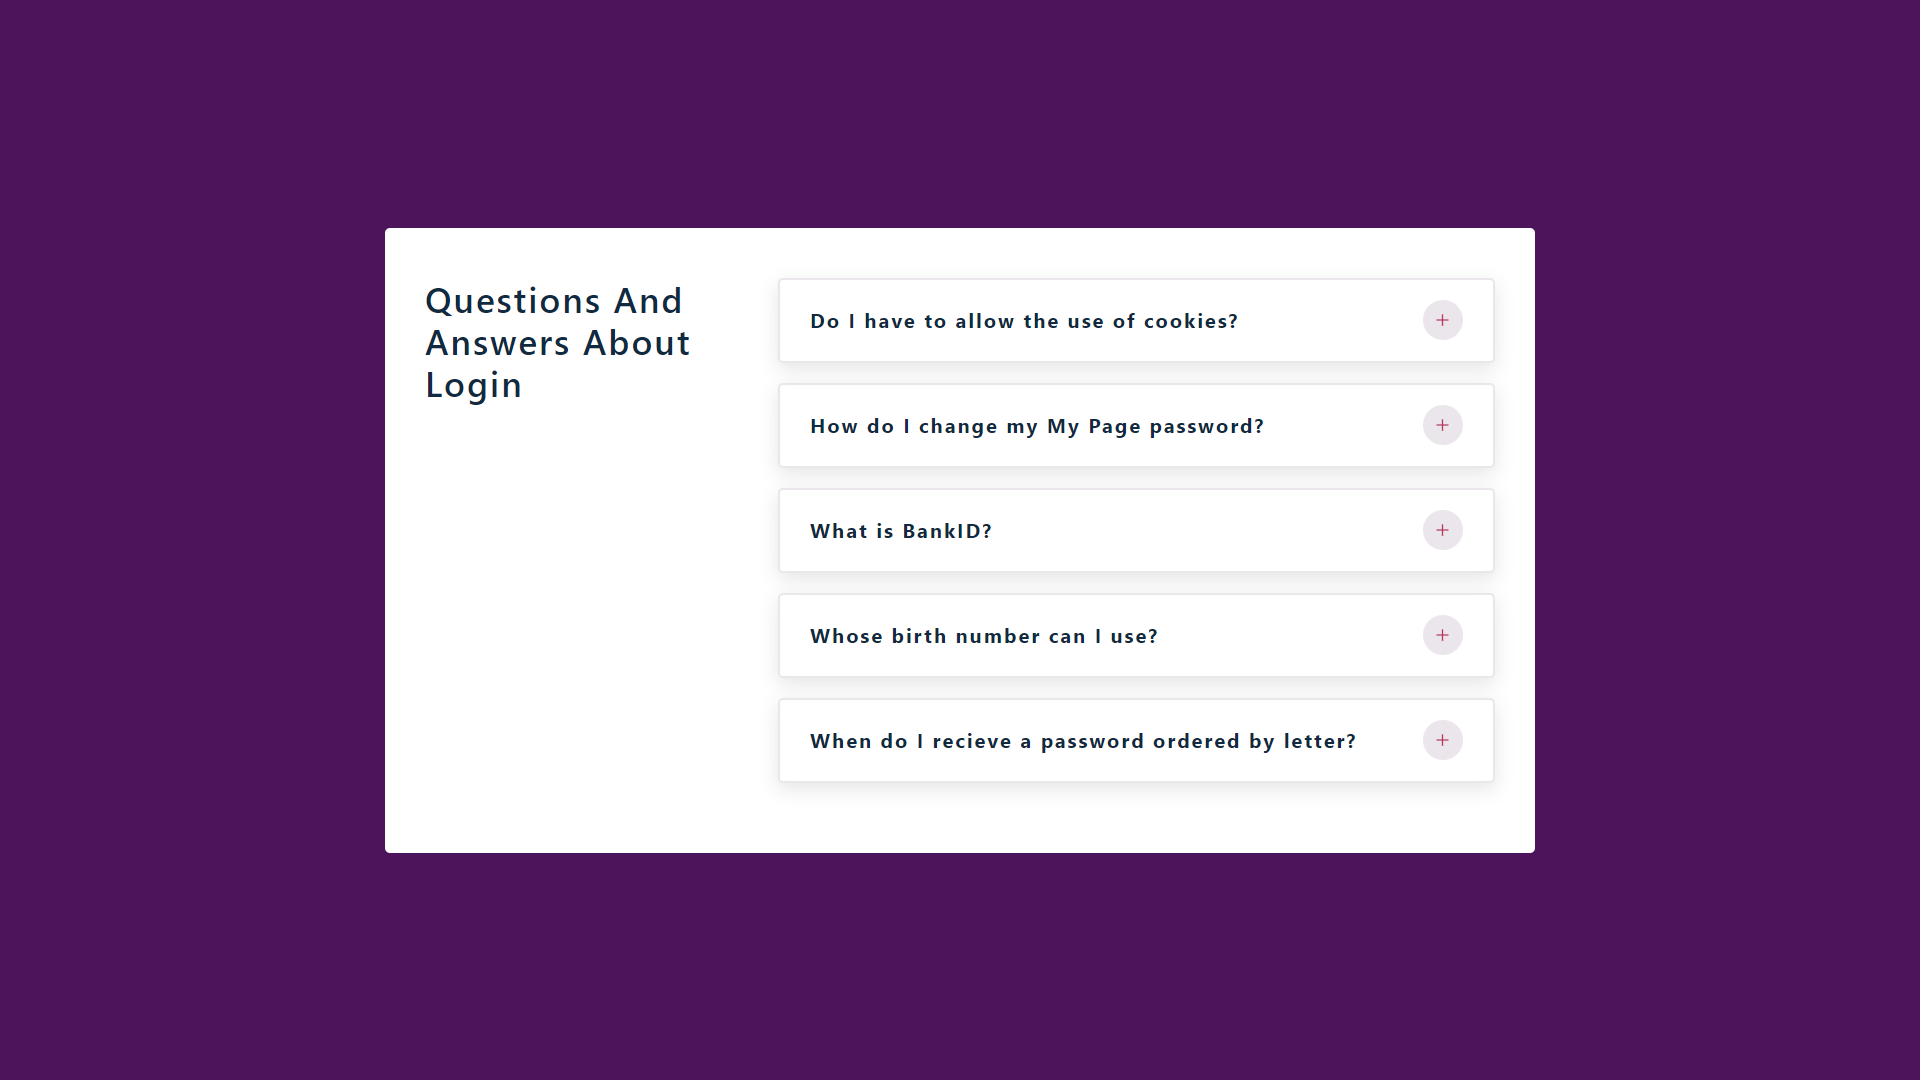 Questions And
Answers About
Login
Do I have to allow the use of cookies?
How do I change my My Page password?
What is BankID?
Whose birth number can I use?
When do I recieve a password ordered by letter?